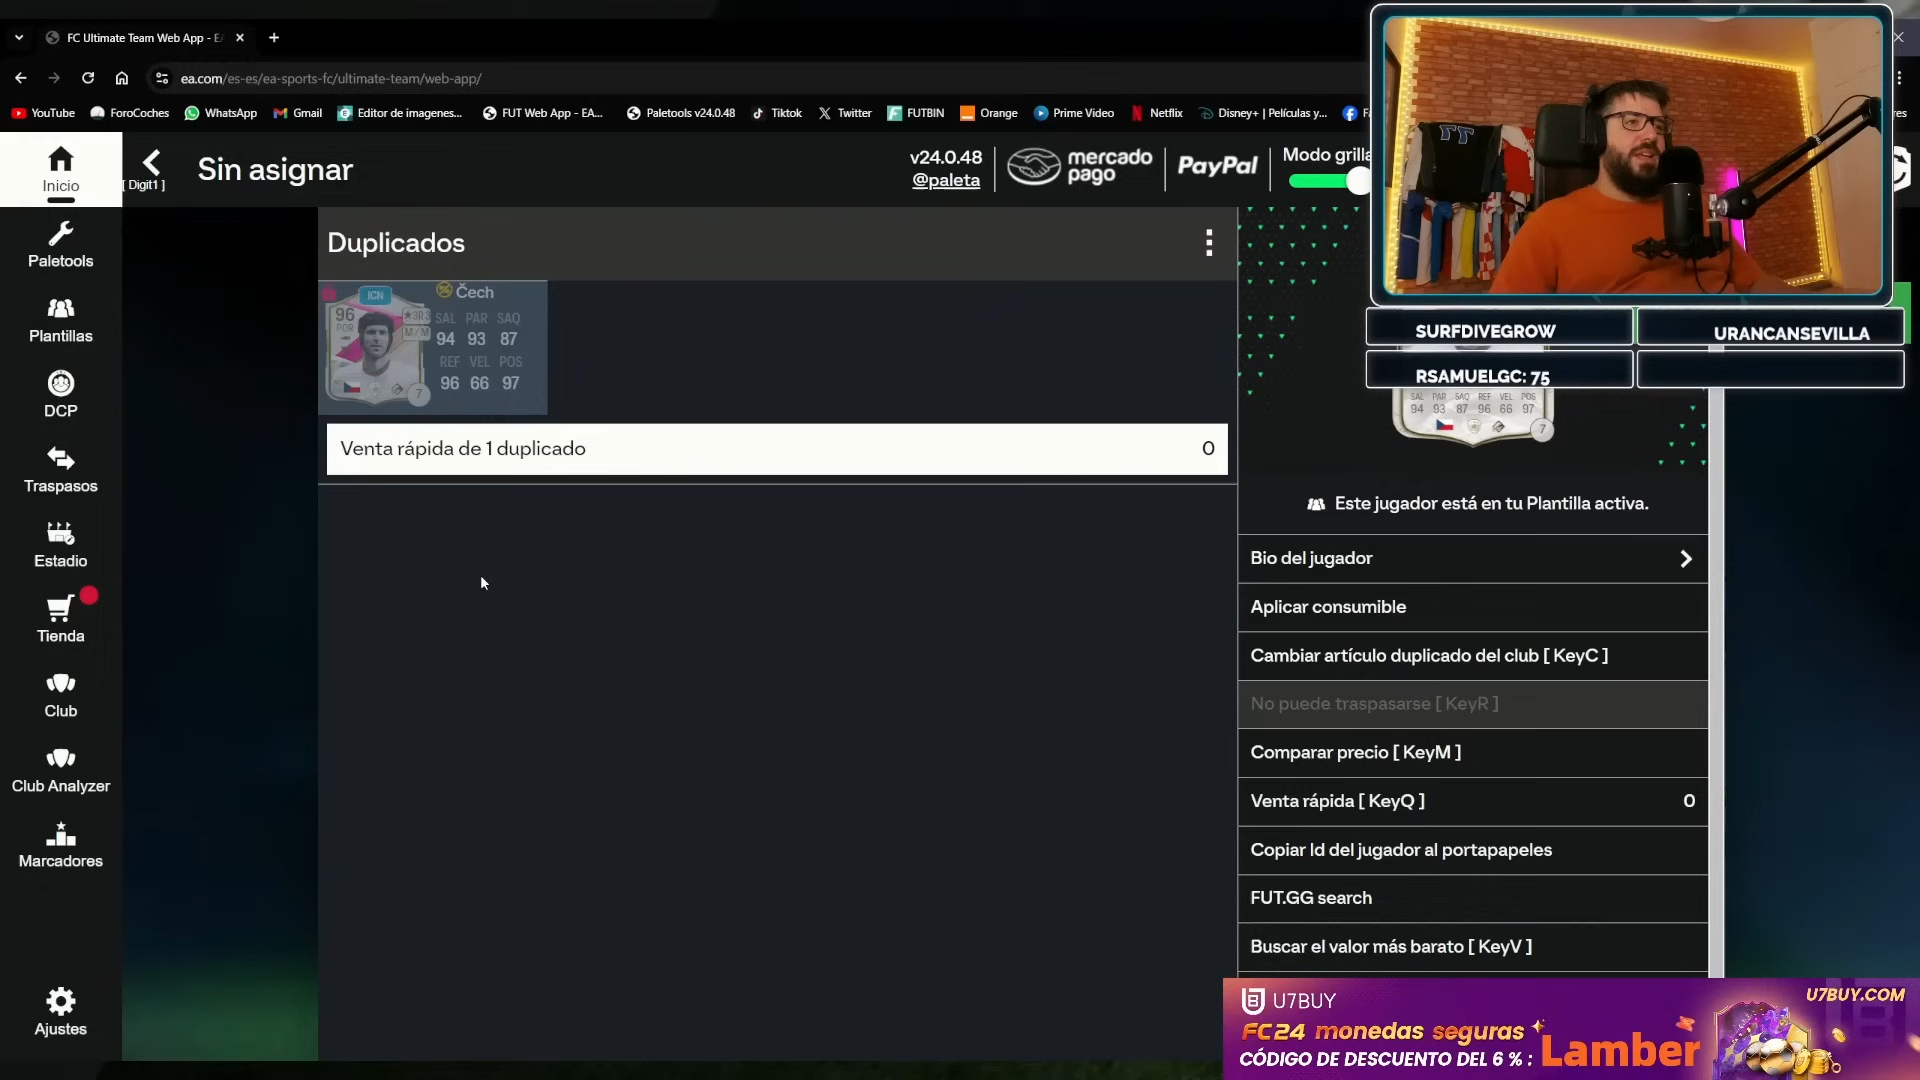 FC Ultimate Team Web App - E
ea.com/es-es/ea-sports-fc/ultimate-team/web-app/
YouTube
ForoCoches
WhatsApp
Gmail
Editor de imagenes...
FUT Web App - EA...
Paletools v24.0.48
Tiktok
Twitter
FUTBIN
Orange
Prime Video
Netflix
Disney+ | Películas y...
Inicio
[ Digit1 ]
Sin asignar
v24.0.48
@paleta
mercado
pago
PayPal
Modo grilla
Paletools
Plantillas
DCP
Traspasos
Estadio
Tienda
Club
Club Analyzer
Marcadores
Ajustes
Duplicados
ICN
96
POR
M/M
7
Čech
SAL PAR SAQ
94 93 87
REF VEL POS
96 66 97
Venta rápida de 1 duplicado 0
SURFDIVEGROW
URANCANSEVILLA
RSAMUELGC: 75
SAL PAR SAQ REF VEL POS
94 93 87 96 66 97
7
Este jugador está en tu Plantilla activa.
Bio del jugador
Aplicar consumible
Cambiar artículo duplicado del club [ KeyC ]
No puede traspasarse [ KeyR ]
Comparar precio [ KeyM ]
Venta rápida [ KeyQ ] 0
Copiar Id del jugador al portapapeles
FUT.GG search
Buscar el valor más barato [ KeyV ]
U7BUY
U7BUY.COM
FC24 monedas seguras
CÓDIGO DE DESCUENTO DEL 6 % : Lamber